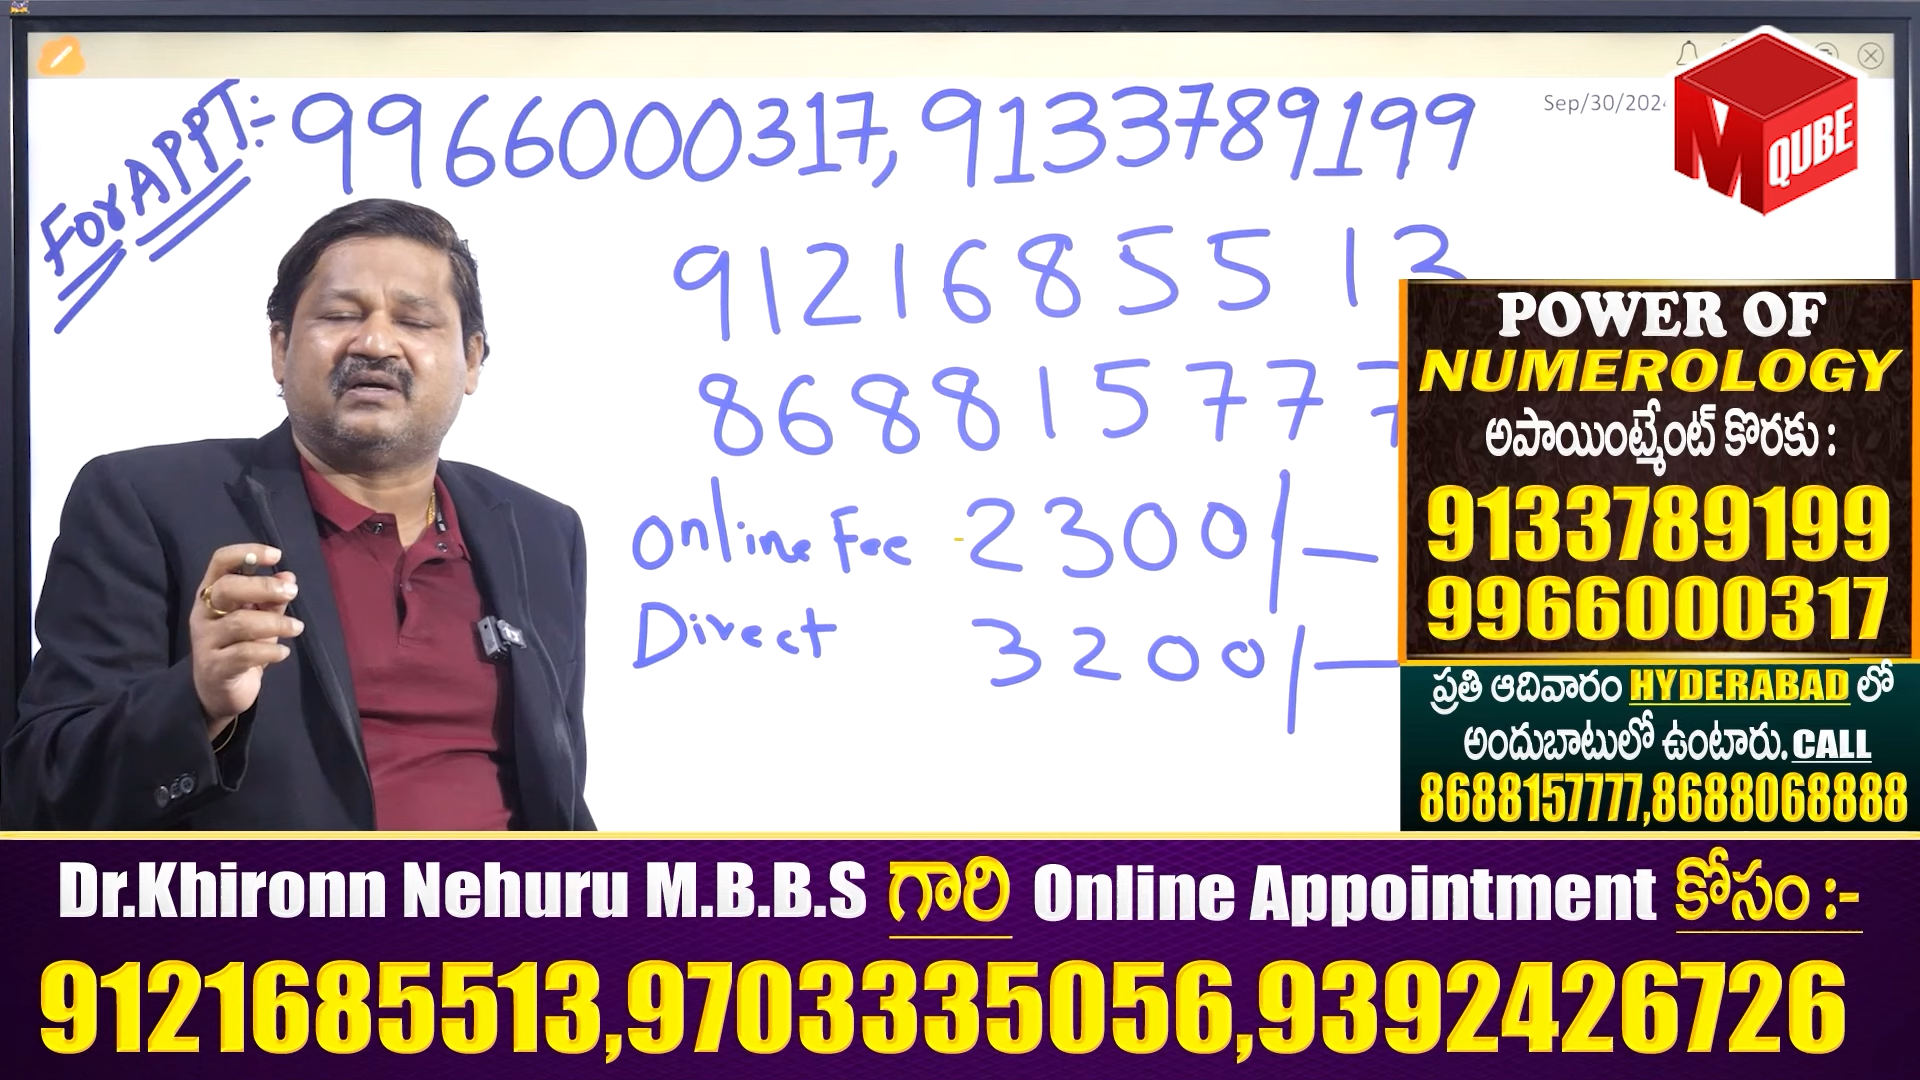 For APPT:- 9966000317, 9133789199
Sep/30/202
M QUBE
9121685513
868815777
Online Fee - 2300/-
Direct 3200/-
POWER OF
NUMEROLOGY
అపాయింట్మేంట్ కొరకు :
9133789199
9966000317
ప్రతి ఆదివారం HYDERABAD లో
అందుబాటులో ఉంటారు. CALL
8688157777,8688068888
Dr.Khironn Nehuru M.B.B.S గారి Online Appointment కోసం :-
9121685513,9703335056,9392426726